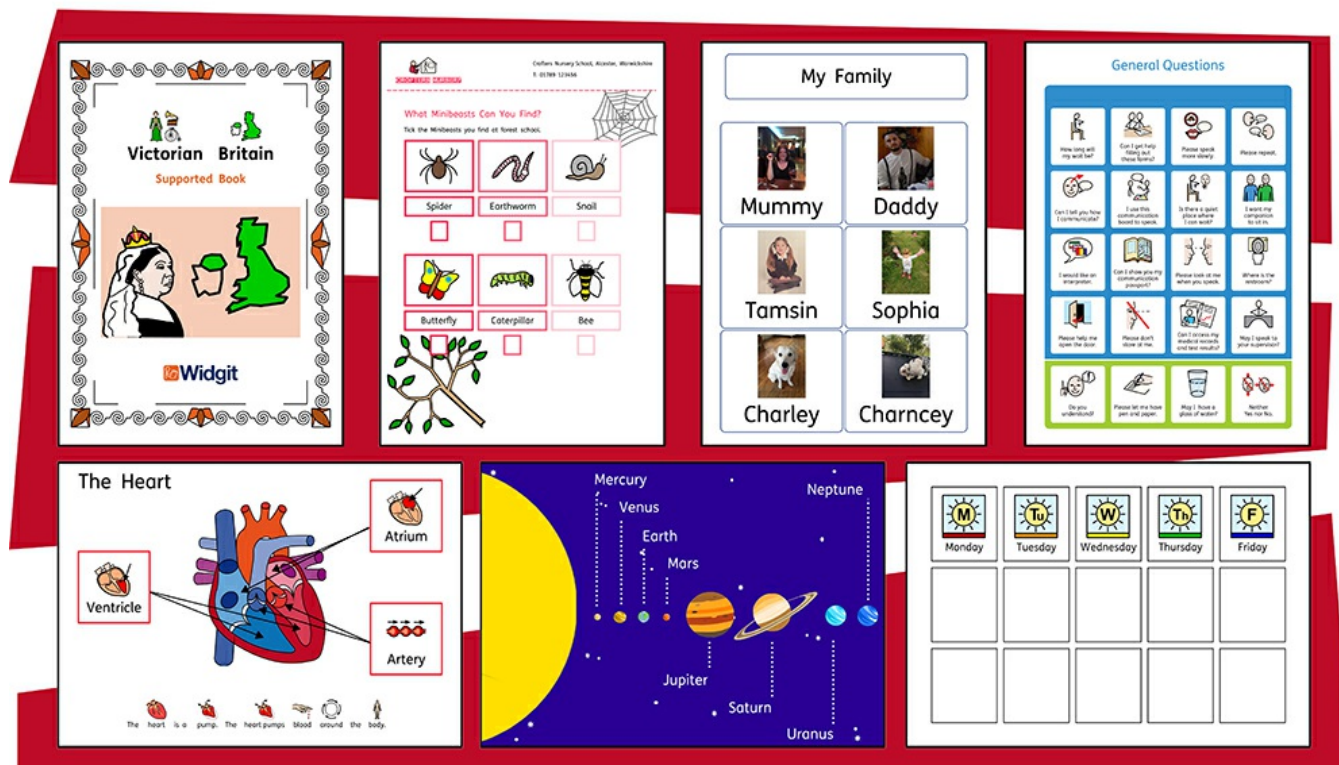 Victorian Britain
Supported Book
Widgit
CROFTERS NURSERY
Crofters Nursery School, Alcester, Warwickshire
T. 01789 123456
What Minibeasts Can You Find?
Tick the Minibeasts you find at forest school.
Spider Earthworm Snail
Butterfly Caterpillar Bee
My Family
Mummy Daddy
Tamsin Sophia
Charley Charncey
General Questions
How long will
my wait be?
Can I get help
filling out
these forms?
Please speak
more slowly.
Please repeat.
Can I tell you how
I communicate?
I use this
communication
board to speak.
Is there a quiet
place where
I can wait?
I want my
companion
to sit in.
I would like an
interpreter.
Can I show you my
communication
passport?
Please look at me
when you speak.
Where is the
restroom?
Please help me
open the door.
Please don't
stare at me.
Can I access my
medical records
and test results?
May I speak to
your supervisor?
Do you
understand?
Please let me have
pen and paper.
May I have a
glass of water?
Neither
Yes nor No.
The Heart
Atrium
Ventricle
Artery
The heart is a pump. The heart pumps blood around the body.
Mercury
Venus
Earth
Mars
Neptune
Jupiter
Saturn
Uranus
M Tu W Th F
Monday Tuesday Wednesday Thursday Friday